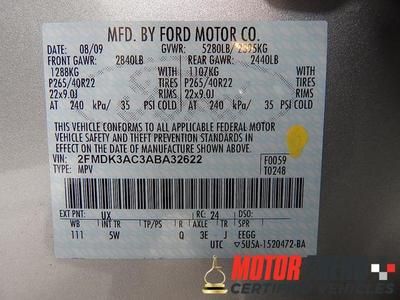 MFD. BY FORD MOTOR CO.
DATE: 08/09 GVWR: 5280LB/
FRONT GAWR: 2840LB REAR GAWR: 2440LB
1288KG 1107KG
P265/40R22 TIRES P265/40R22 TIRES
22x9.0J RIMS 22x9.0J RIMS
AT 240 kPa/ 35 PSI COLD AT 240 kPa/ 35 PSI COLD
THIS VEHICLE CONFORMS TO ALL APPLICABLE FEDERAL MOTOR
VEHICLE SAFETY AND BUMPER AND THEFT PREVENTION STANDARDS IN
EFFECT ON THE DATE OF MANUFACTURE SHOWN ABOVE.
VIN: 2FMDK3AC3ABA32622 F0059
TYPE: MPV T0248
EXT PNT: UX RC: 24 DSO:
WB INT TR TP/PS R AXLE TR SPR
111 5W Q 3E J EEGG
UTC 5U5A-1520472-BA
MOTOR
CERTIFIED VEHICLES